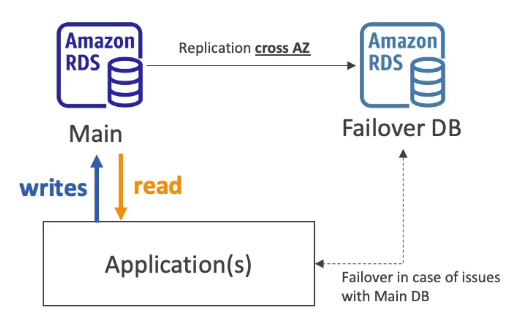 Amazon
RDS
Replication cross AZ
Amazon
RDS
Main
Failover DB
writes
read
Application(s)
Failover in case of issues
with Main DB